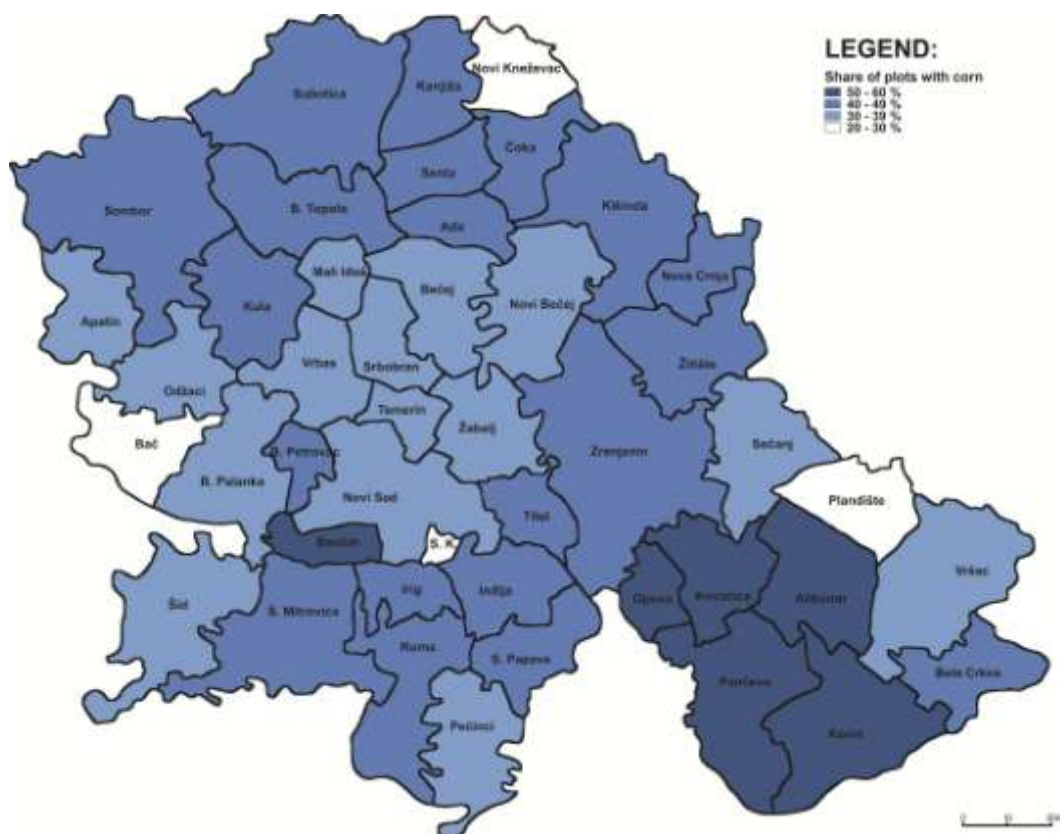 LEGEND:
Share of plots with corn
50 - 60 %
40 - 49 %
30 - 39 %
20 - 30 %
Novi Kneževac
Subotica
Kanjiža
Coka
Senta
Sombor
B. Topola
Kikinda
Ada
Mali Iđoš
Bečej
Nova Crnja
Novi Bečej
Kula
Apatin
Vrbas
Srbobran
Žitište
Odžaci
Temerin
Žabalj
Bač
B. Petrovac
Zrenjanin
Sečanj
B. Palanka
Novi Sad
Plandište
Titel
S. K.
Beočin
Vršac
Irig
Inđija
Opovo
Kovačica
Alibunar
Šid
S. Mitrovica
Ruma
S. Pazova
Bela Crkva
Pančevo
Pećinci
Kovin